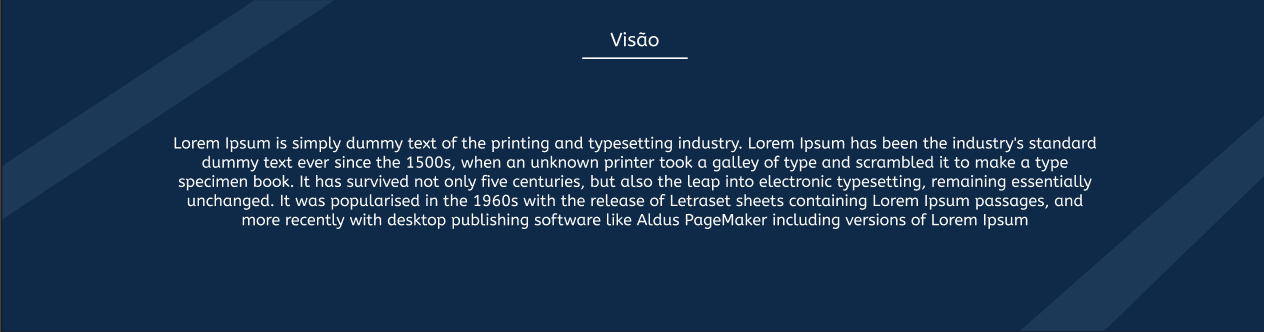 Visão
Lorem Ipsum is simply dummy text of the printing and typesetting industry. Lorem Ipsum has been the industry's standard
dummy text ever since the 1500s, when an unknown printer took a galley of type and scrambled it to make a type
specimen book. It has survived not only five centuries, but also the leap into electronic typesetting, remaining essentially
unchanged. It was popularised in the 1960s with the release of Letraset sheets containing Lorem Ipsum passages, and
more recently with desktop publishing software like Aldus PageMaker including versions of Lorem Ipsum